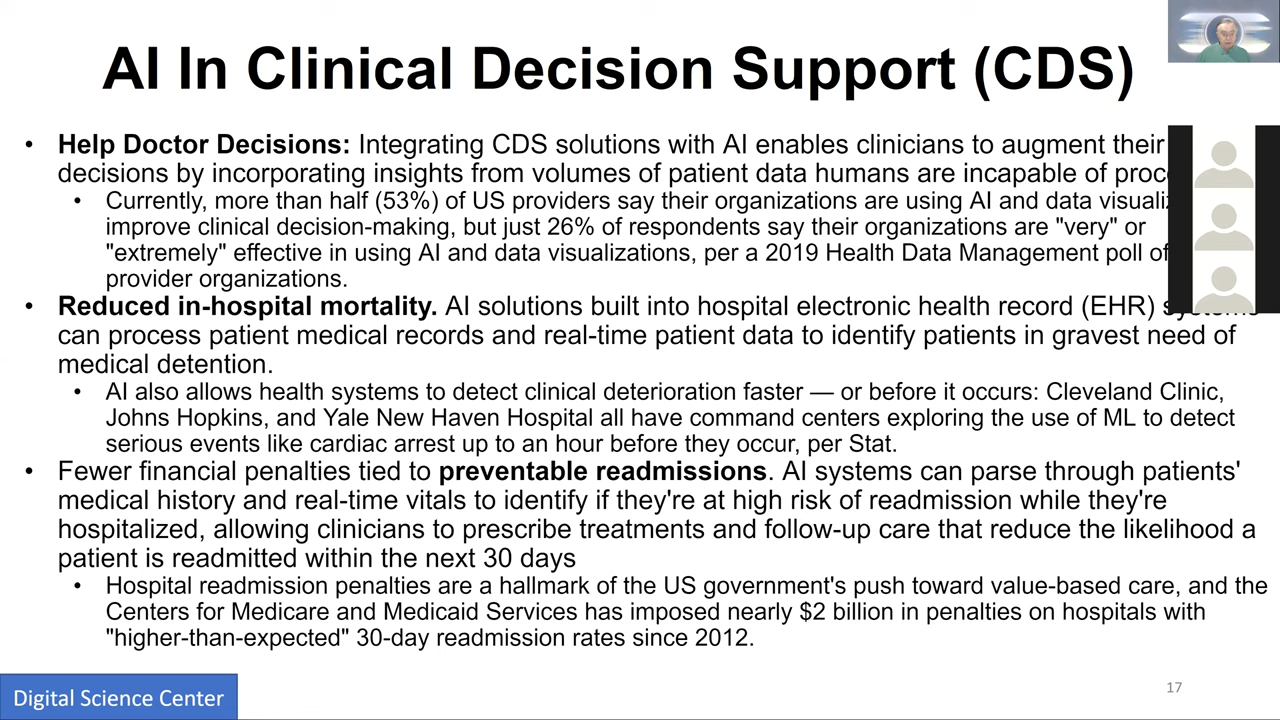 AI In Clinical Decision Support (CDS)
• Help Doctor Decisions: Integrating CDS solutions with AI enables clinicians to augment their
decisions by incorporating insights from volumes of patient data humans are incapable of
• Currently, more than half (53%) of US providers say their organizations are using AI and data
improve clinical decision-making, but just 26% of respondents say their organizations are "very" or
"extremely" effective in using AI and data visualizations, per a 2019 Health Data Management poll of
provider organizations.
• Reduced in-hospital mortality. AI solutions built into hospital electronic health record (EHR)
can process patient medical records and real-time patient data to identify patients in gravest need of
medical detention.
• AI also allows health systems to detect clinical deterioration faster — or before it occurs: Cleveland Clinic,
Johns Hopkins, and Yale New Haven Hospital all have command centers exploring the use of ML to detect
serious events like cardiac arrest up to an hour before they occur, per Stat.
• Fewer financial penalties tied to preventable readmissions. AI systems can parse through patients'
medical history and real-time vitals to identify if they're at high risk of readmission while they're
hospitalized, allowing clinicians to prescribe treatments and follow-up care that reduce the likelihood a
patient is readmitted within the next 30 days
• Hospital readmission penalties are a hallmark of the US government's push toward value-based care, and the
Centers for Medicare and Medicaid Services has imposed nearly $2 billion in penalties on hospitals with
"higher-than-expected" 30-day readmission rates since 2012.
Digital Science Center
17